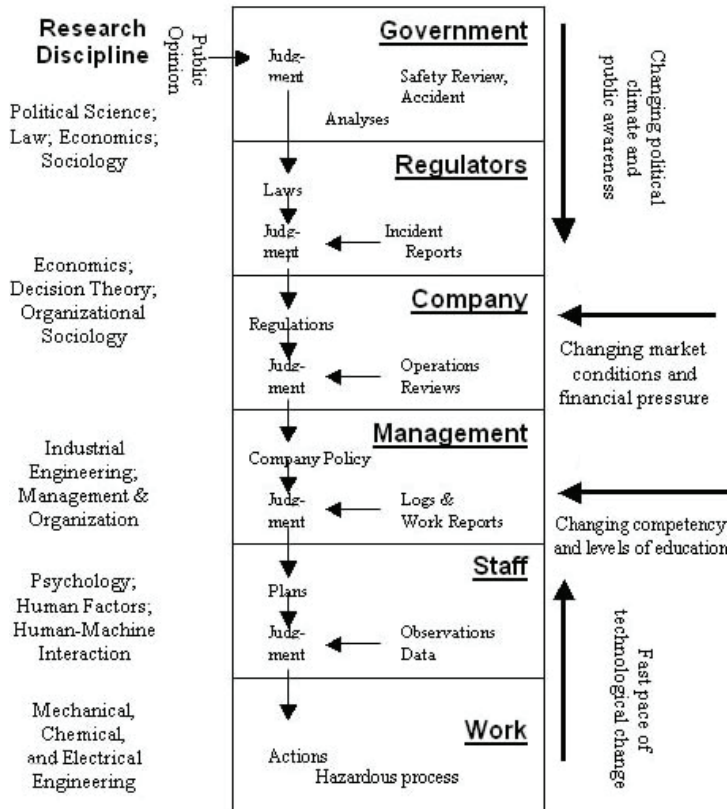 Research
Discipline
Public
Opinion
Political Science;
Law; Economics;
Sociology
Economics;
Decision Theory;
Organizational
Sociology
Industrial
Engineering;
Management &
Organization
Psychology;
Human Factors;
Human-Machine
Interaction
Mechanical,
Chemical,
and Electrical
Engineering
Government
Judg-
ment
Safety Review,
Accident
Analyses
Regulators
Laws
Judg-
ment
Incident
Reports
Company
Regulations
Judg-
ment
Operations
Reviews
Management
Company Policy
Judg-
ment
Logs &
Work Reports
Staff
Plans
Judg-
ment
Observations
Data
Work
Actions
Hazardous process
Changing political
climate and
public awareness
Changing market
conditions and
financial pressure
Changing competency
and levels of education
Fast pace of
technological change